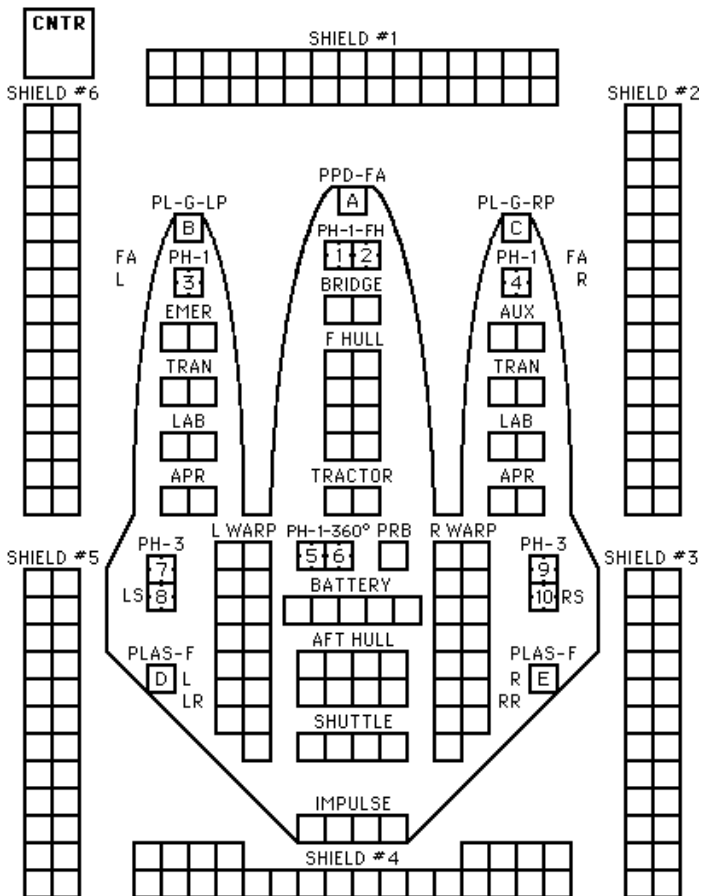 CNTR
SHIELD #1
SHIELD #6
SHIELD #2
PPD-FA
A
PL-G-LP
B
PL-G-RP
C
PH-1-FH
1 2
FA
L
PH-1
3
PH-1
4
FA
R
BRIDGE
EMER
AUX
F HULL
TRAN
TRAN
LAB
LAB
APR
TRACTOR
APR
L WARP
PH-1-360°
5 6
PRB
R WARP
SHIELD #5
PH-3
7
LS 8
PH-3
9
10 RS
SHIELD #3
BATTERY
AFT HULL
PLAS-F
D L
LR
PLAS-F
R E
RR
SHUTTLE
IMPULSE
SHIELD #4